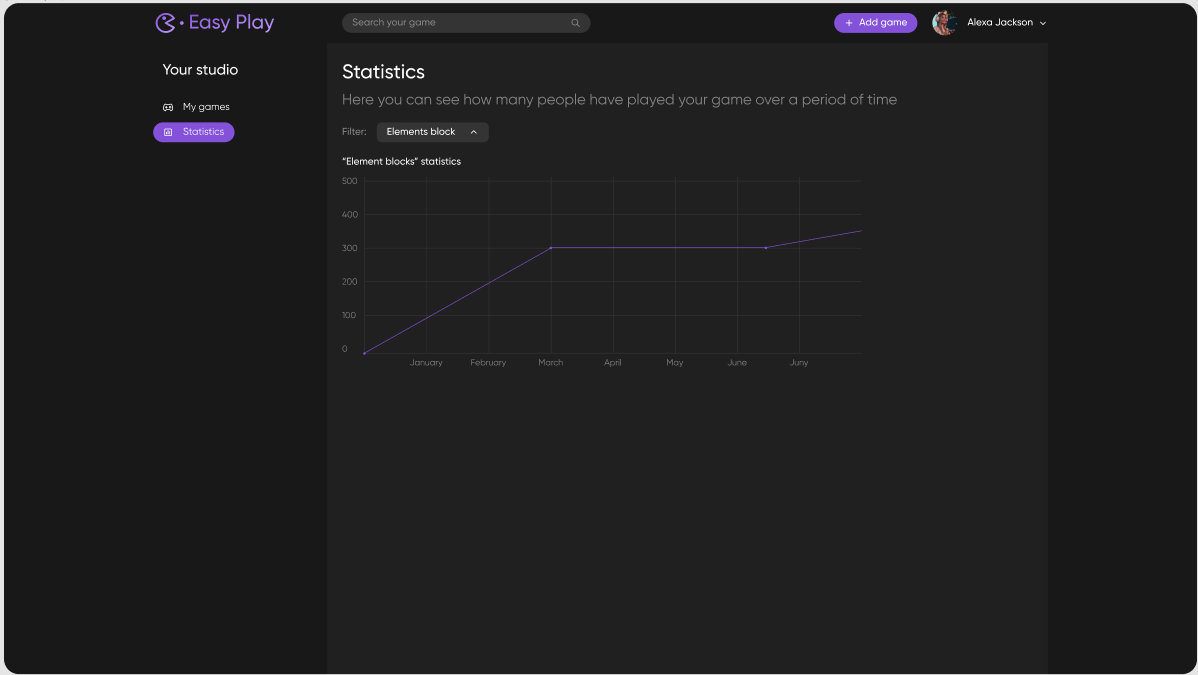 Easy Play
Search your game
+ Add game
Alexa Jackson
Your studio
My games
Statistics
Statistics
Here you can see how many people have played your game over a period of time
Filter:
Elements block
“Element blocks” statistics
500
400
300
200
100
0
January February March April May June Juny